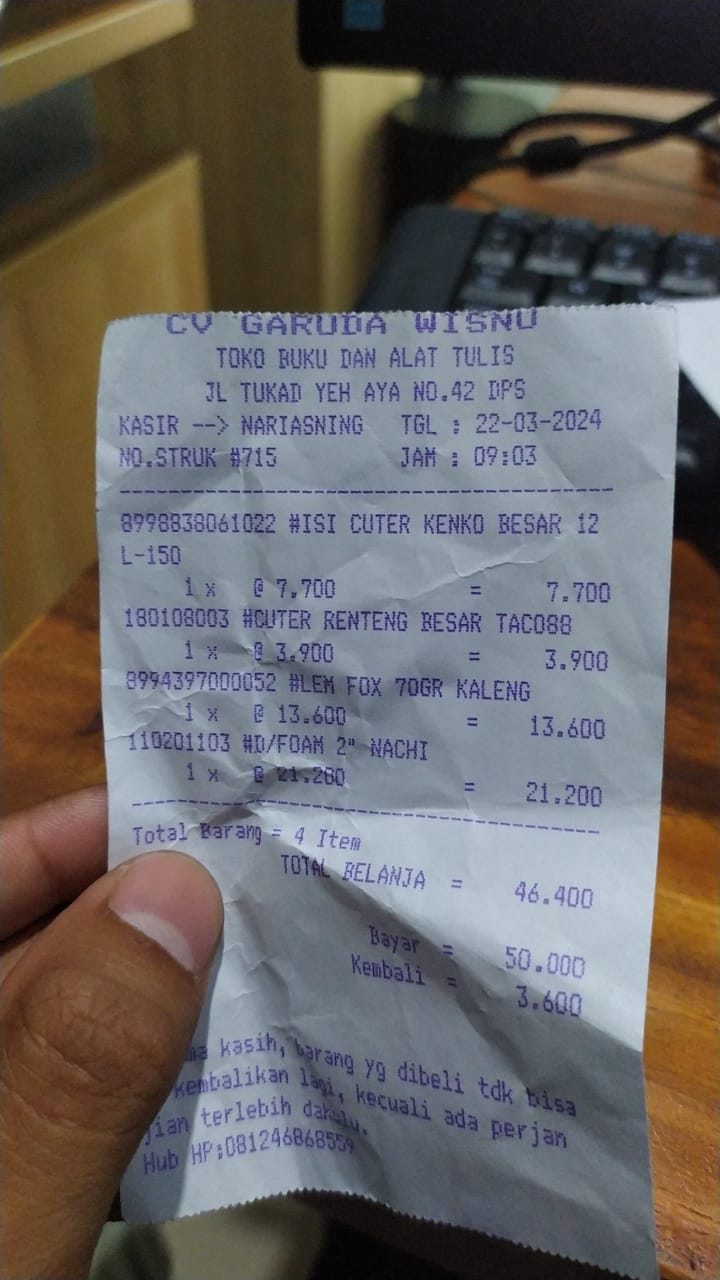 CV GARUDA WISNU
TOKO BUKU DAN ALAT TULIS
JL TUKAD YEH AYA NO.42 DPS
KASIR --> NARIASNING TGL : 22-03-2024
NO.STRUK #715 JAM : 09:03
8998838061022 #ISI CUTER KENKO BESAR 12
L-150
1 x @ 7.700 = 7.700
180108003 #CUTER RENTENG BESAR TACO88
1 x @ 3.900 = 3.900
8994397000052 #LEM FOX 70GR KALENG
1 x @ 13.600 = 13.600
110201103 #D/FOAM 2" NACHI
1 x @ 21.200 = 21.200
Total Barang = 4 Item
TOTAL BELANJA = 46.400
Bayar = 50.000
Kembali = 3.600
kasih, barang yg dibeli tdk bisa
kembalikan lagi, kecuali ada perjan
jian terlebih dahulu.
Hub HP:081246868559